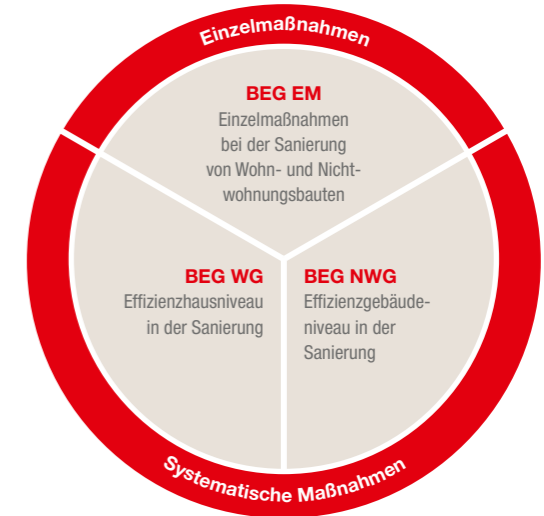 Einzelmaßnahmen
BEG EM
Einzelmaßnahmen
bei der Sanierung
von Wohn- und Nicht-
wohnungsbauten
BEG WG
Effizienzhausniveau
in der Sanierung
BEG NWG
Effizienzgebäude-
niveau in der
Sanierung
Systematische Maßnahmen